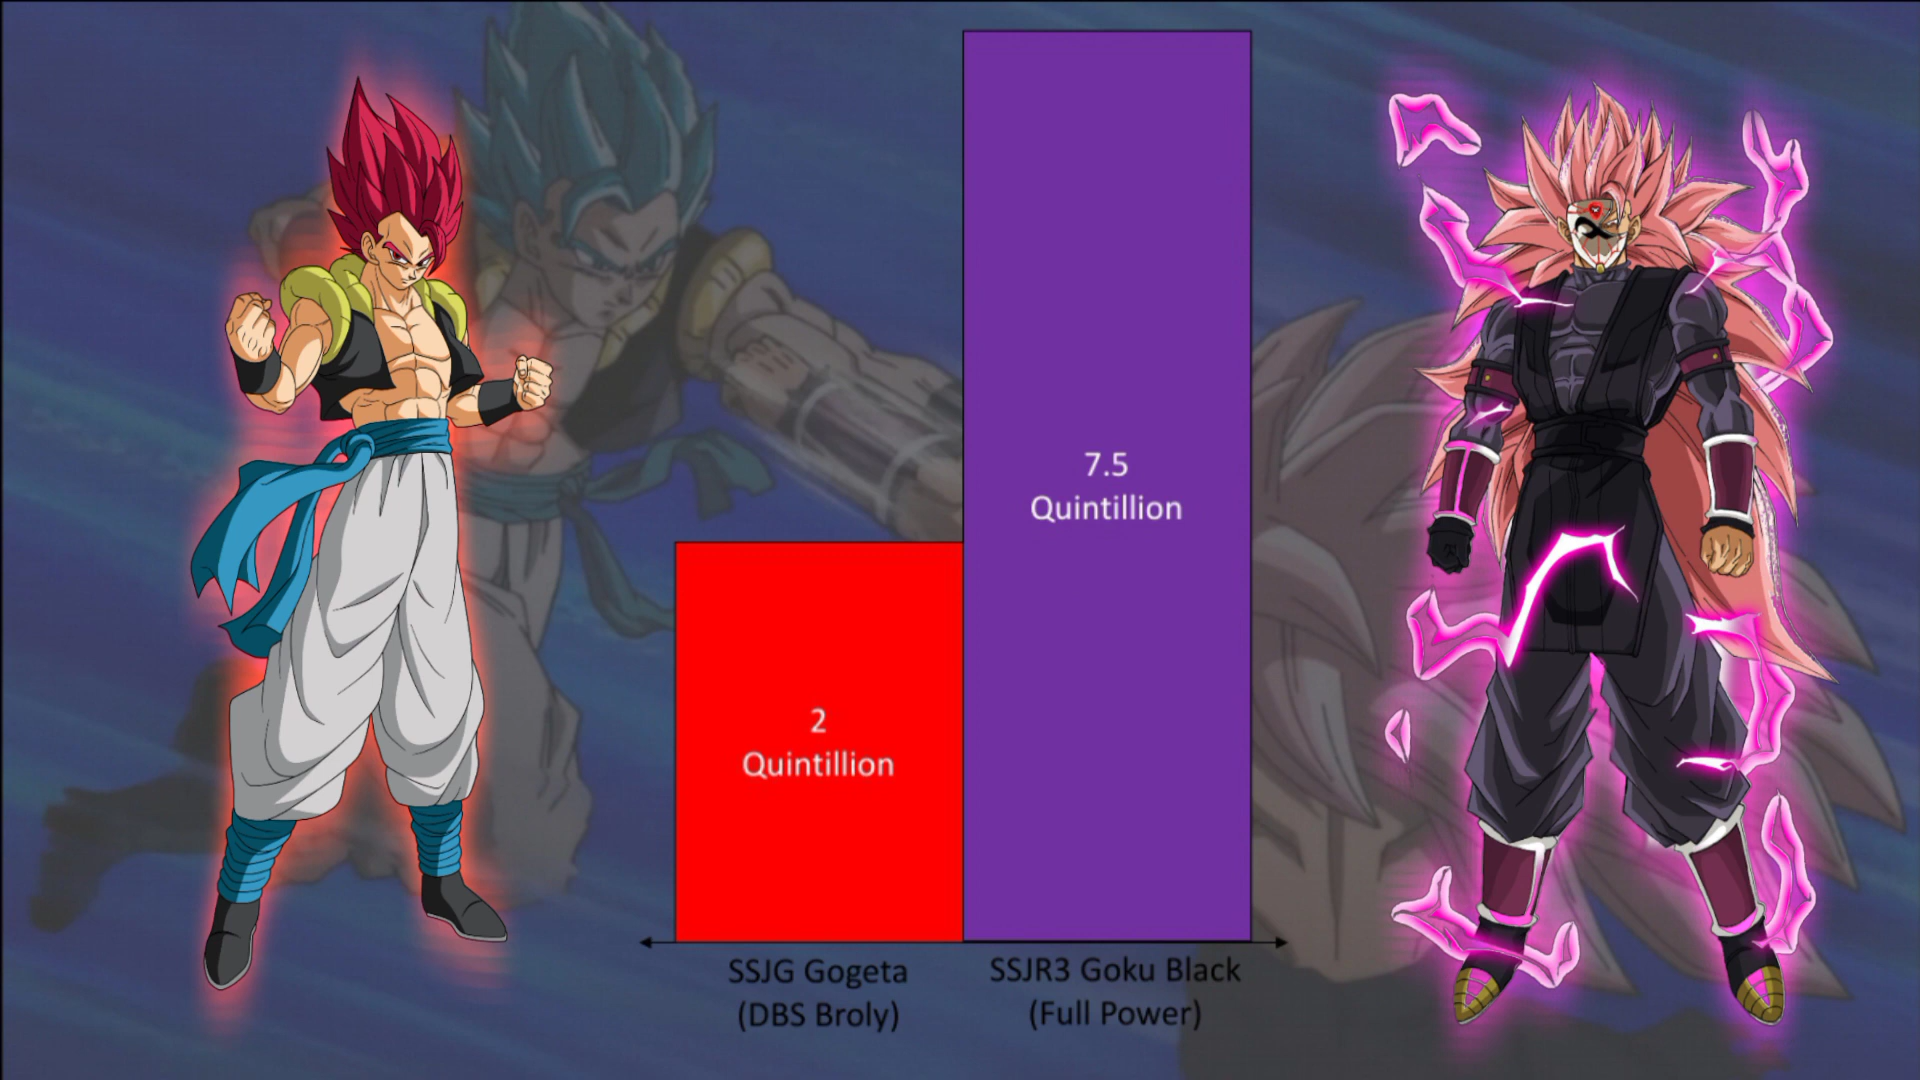 7.5
Quintillion
2
Quintillion
SSJG Gogeta
(DBS Broly)
SSJR3 Goku Black
(Full Power)